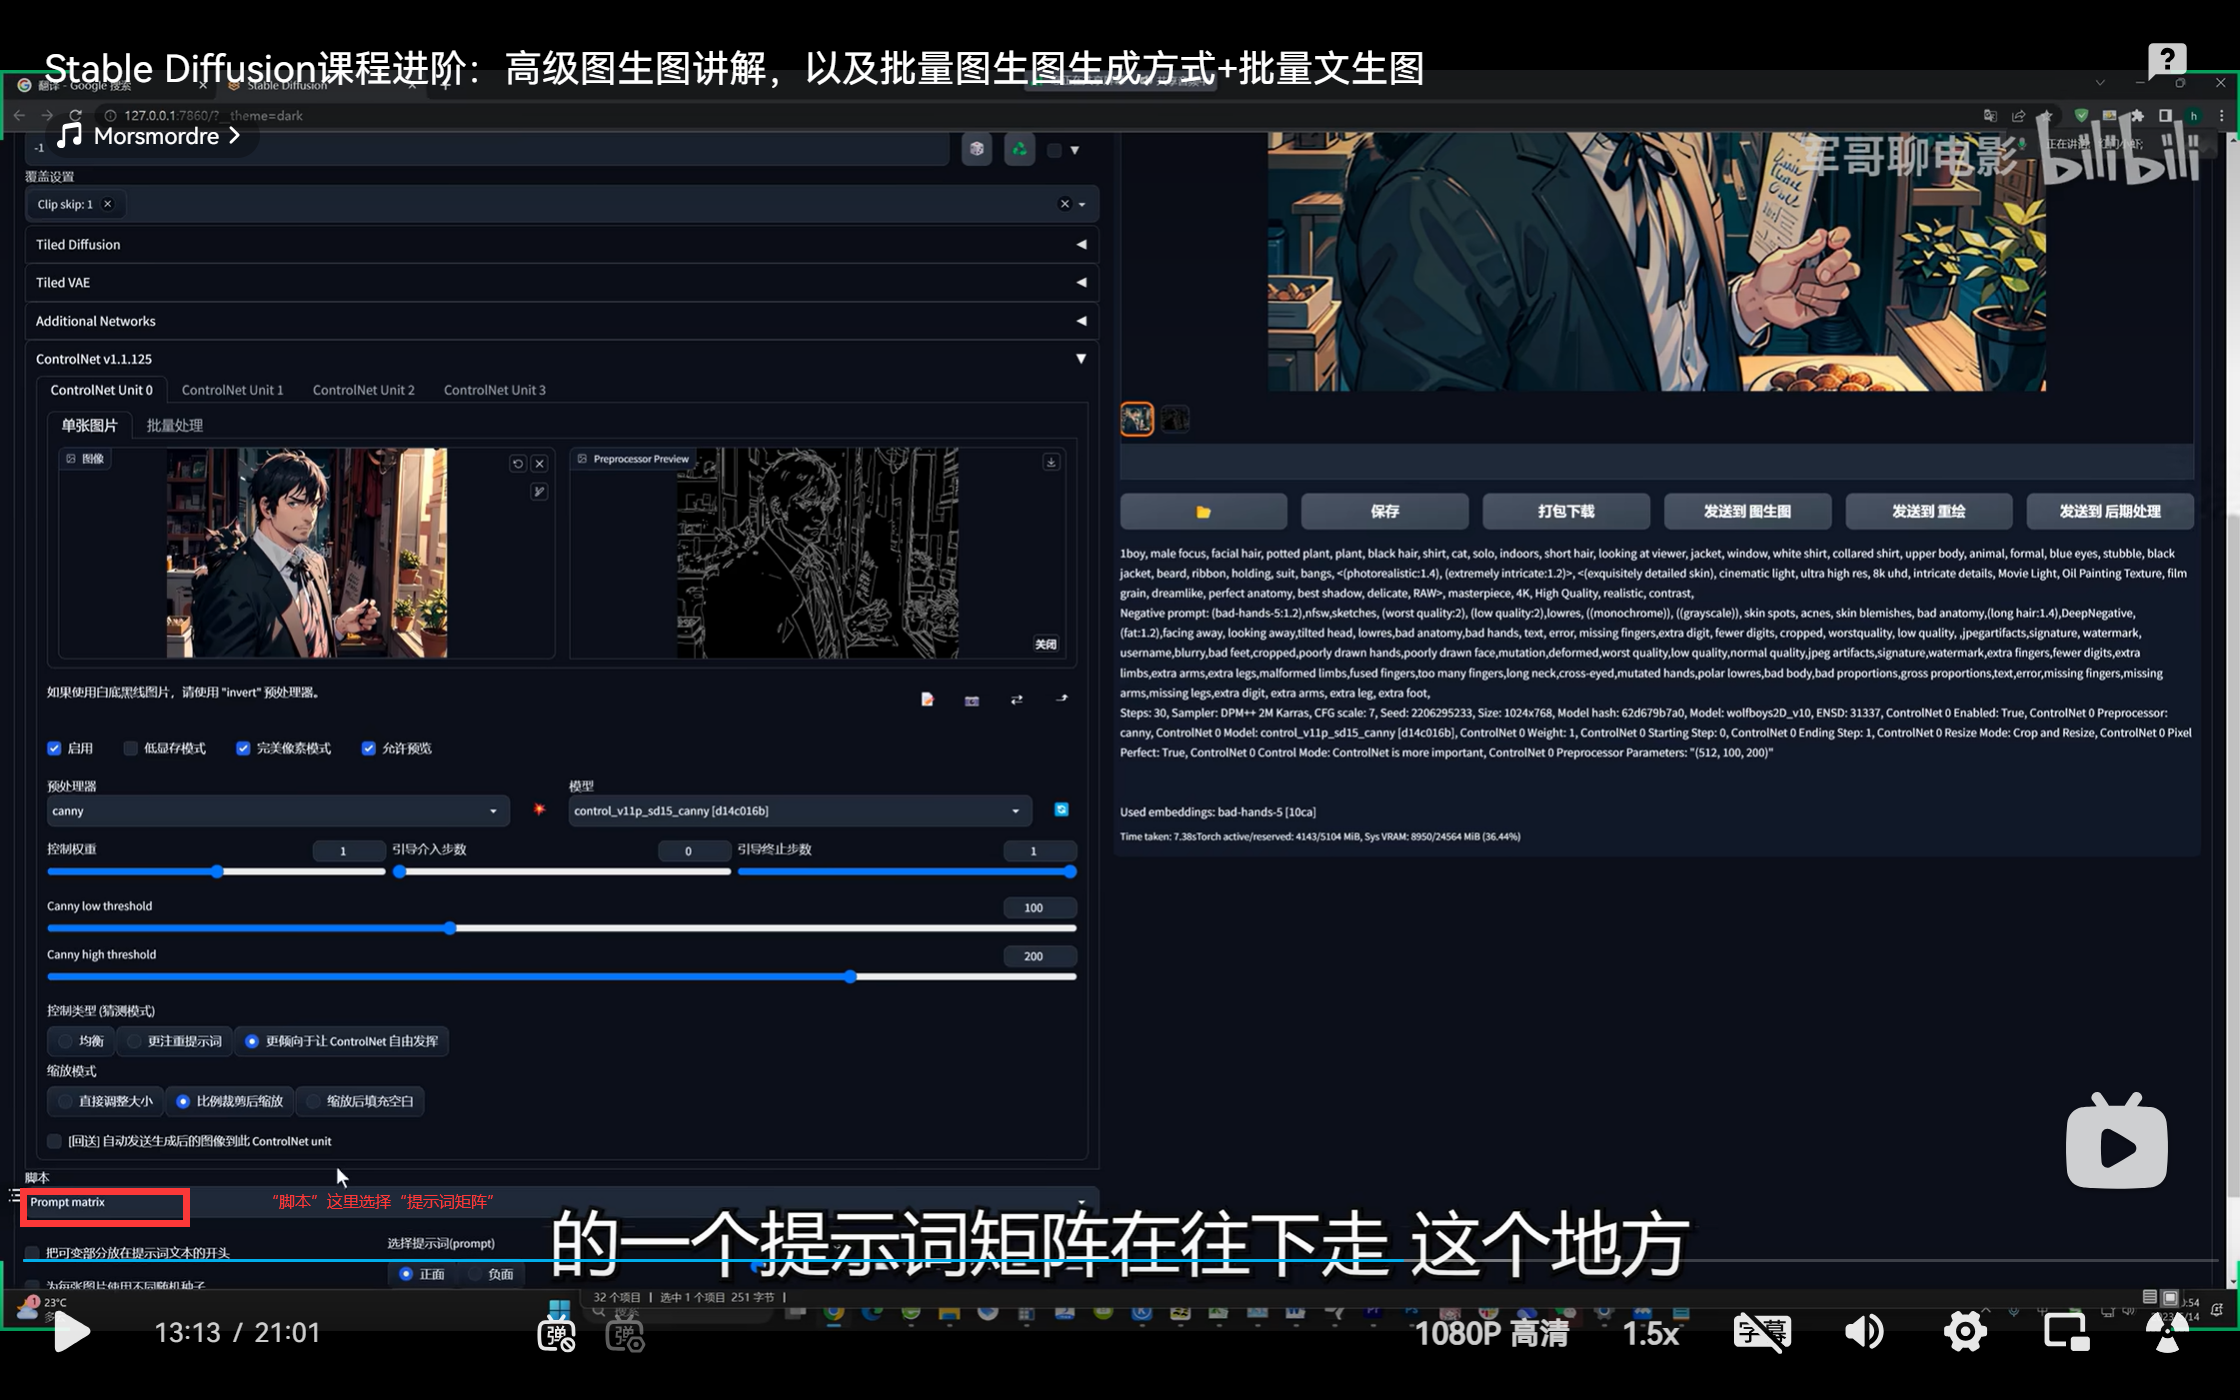 Stable Diffusion课程进阶：高级图生图讲解，以及批量图生图生成方式+批量文生图
翻译 - Google 搜索
Stable Diffusion
127.0.0.1:7860/?__theme=dark
Morsmordre
军哥聊电影
bilibili
-1
覆盖设置
Clip skip: 1
Tiled Diffusion
Tiled VAE
Additional Networks
ControlNet v1.1.125
ControlNet Unit 0
ControlNet Unit 1
ControlNet Unit 2
ControlNet Unit 3
单张图片
批量处理
图像
Preprocessor Preview
关闭
如果使用白底黑线图片，请使用 "invert" 预处理器。
启用
低显存模式
完美像素模式
允许预览
预处理器
模型
canny
control_v11p_sd15_canny [d14c016b]
控制权重
1
引导介入步数
0
引导终止步数
1
Canny low threshold
100
Canny high threshold
200
控制类型 (猜测模式)
均衡
更注重提示词
更倾向于让 ControlNet 自由发挥
缩放模式
直接调整大小
比例裁剪后缩放
缩放后填充空白
[回送] 自动发送生成后的图像到此 ControlNet unit
脚本
Prompt matrix
“脚本”这里选择“提示词矩阵”
把可变部分放在提示词文本的开头
选择提示词(prompt)
为每张图片使用不同随机种子
正面
负面
保存
打包下载
发送到 图生图
发送到 重绘
发送到 后期处理
1boy, male focus, facial hair, potted plant, plant, black hair, shirt, cat, solo, indoors, short hair, looking at viewer, jacket, window, white shirt, collared shirt, upper body, animal, formal, blue eyes, stubble, black
jacket, beard, ribbon, holding, suit, bangs, <(photorealistic:1.4), (extremely intricate:1.2)>, <(exquisitely detailed skin), cinematic light, ultra high res, 8k uhd, intricate details, Movie Light, Oil Painting Texture, film
grain, dreamlike, perfect anatomy, best shadow, delicate, RAW>, masterpiece, 4K, High Quality, realistic, contrast,
Negative prompt: (bad-hands-5:1.2),nfsw,sketches, (worst quality:2), (low quality:2),lowres, ((monochrome)), ((grayscale)), skin spots, acnes, skin blemishes, bad anatomy,(long hair:1.4),DeepNegative,
(fat:1.2),facing away, looking away,tilted head, lowres,bad anatomy,bad hands, text, error, missing fingers,extra digit, fewer digits, cropped, worstquality, low quality, ,jpegartifacts,signature, watermark,
username,blurry,bad feet,cropped,poorly drawn hands,poorly drawn face,mutation,deformed,worst quality,low quality,normal quality,jpeg artifacts,signature,watermark,extra fingers,fewer digits,extra
limbs,extra arms,extra legs,malformed limbs,fused fingers,too many fingers,long neck,cross-eyed,mutated hands,polar lowres,bad body,bad proportions,gross proportions,text,error,missing fingers,missing
arms,missing legs,extra digit, extra arms, extra leg, extra foot,
Steps: 30, Sampler: DPM++ 2M Karras, CFG scale: 7, Seed: 2206295233, Size: 1024x768, Model hash: 62d679b7a0, Model: wolfboys2D_v10, ENSD: 31337, ControlNet 0 Enabled: True, ControlNet 0 Preprocessor:
canny, ControlNet 0 Model: control_v11p_sd15_canny [d14c016b], ControlNet 0 Weight: 1, ControlNet 0 Starting Step: 0, ControlNet 0 Ending Step: 1, ControlNet 0 Resize Mode: Crop and Resize, ControlNet 0 Pixel
Perfect: True, ControlNet 0 Control Mode: ControlNet is more important, ControlNet 0 Preprocessor Parameters: "(512, 100, 200)"
Used embeddings: bad-hands-5 [10ca]
Time taken: 7.38sTorch active/reserved: 4143/5104 MiB, Sys VRAM: 8950/24564 MiB (36.44%)
的一个提示词矩阵在往下走 这个地方
32 个项目 | 选中 1 个项目 251 字节 |
23°C
搜索
13:13 / 21:01
弹
弹
1080P 高清
1.5x
字幕